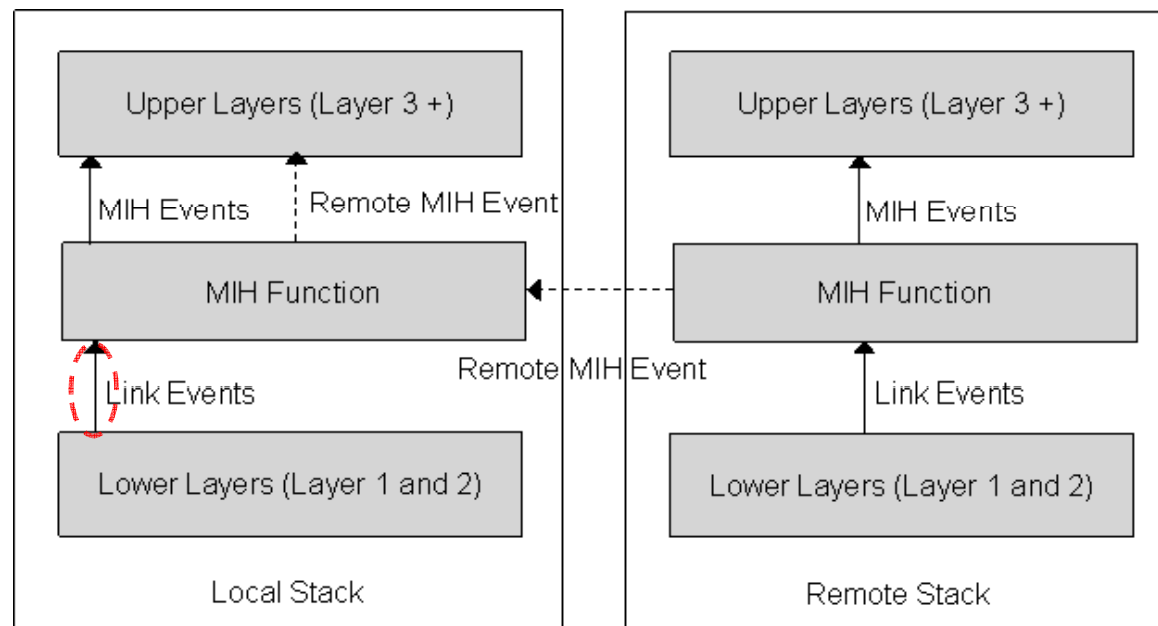 Upper Layers (Layer 3 +)
MIH Events
Remote MIH Event
MIH Function
Link Events
Lower Layers (Layer 1 and 2)
Local Stack
Remote MIH Event
Upper Layers (Layer 3 +)
MIH Events
MIH Function
Link Events
Lower Layers (Layer 1 and 2)
Remote Stack